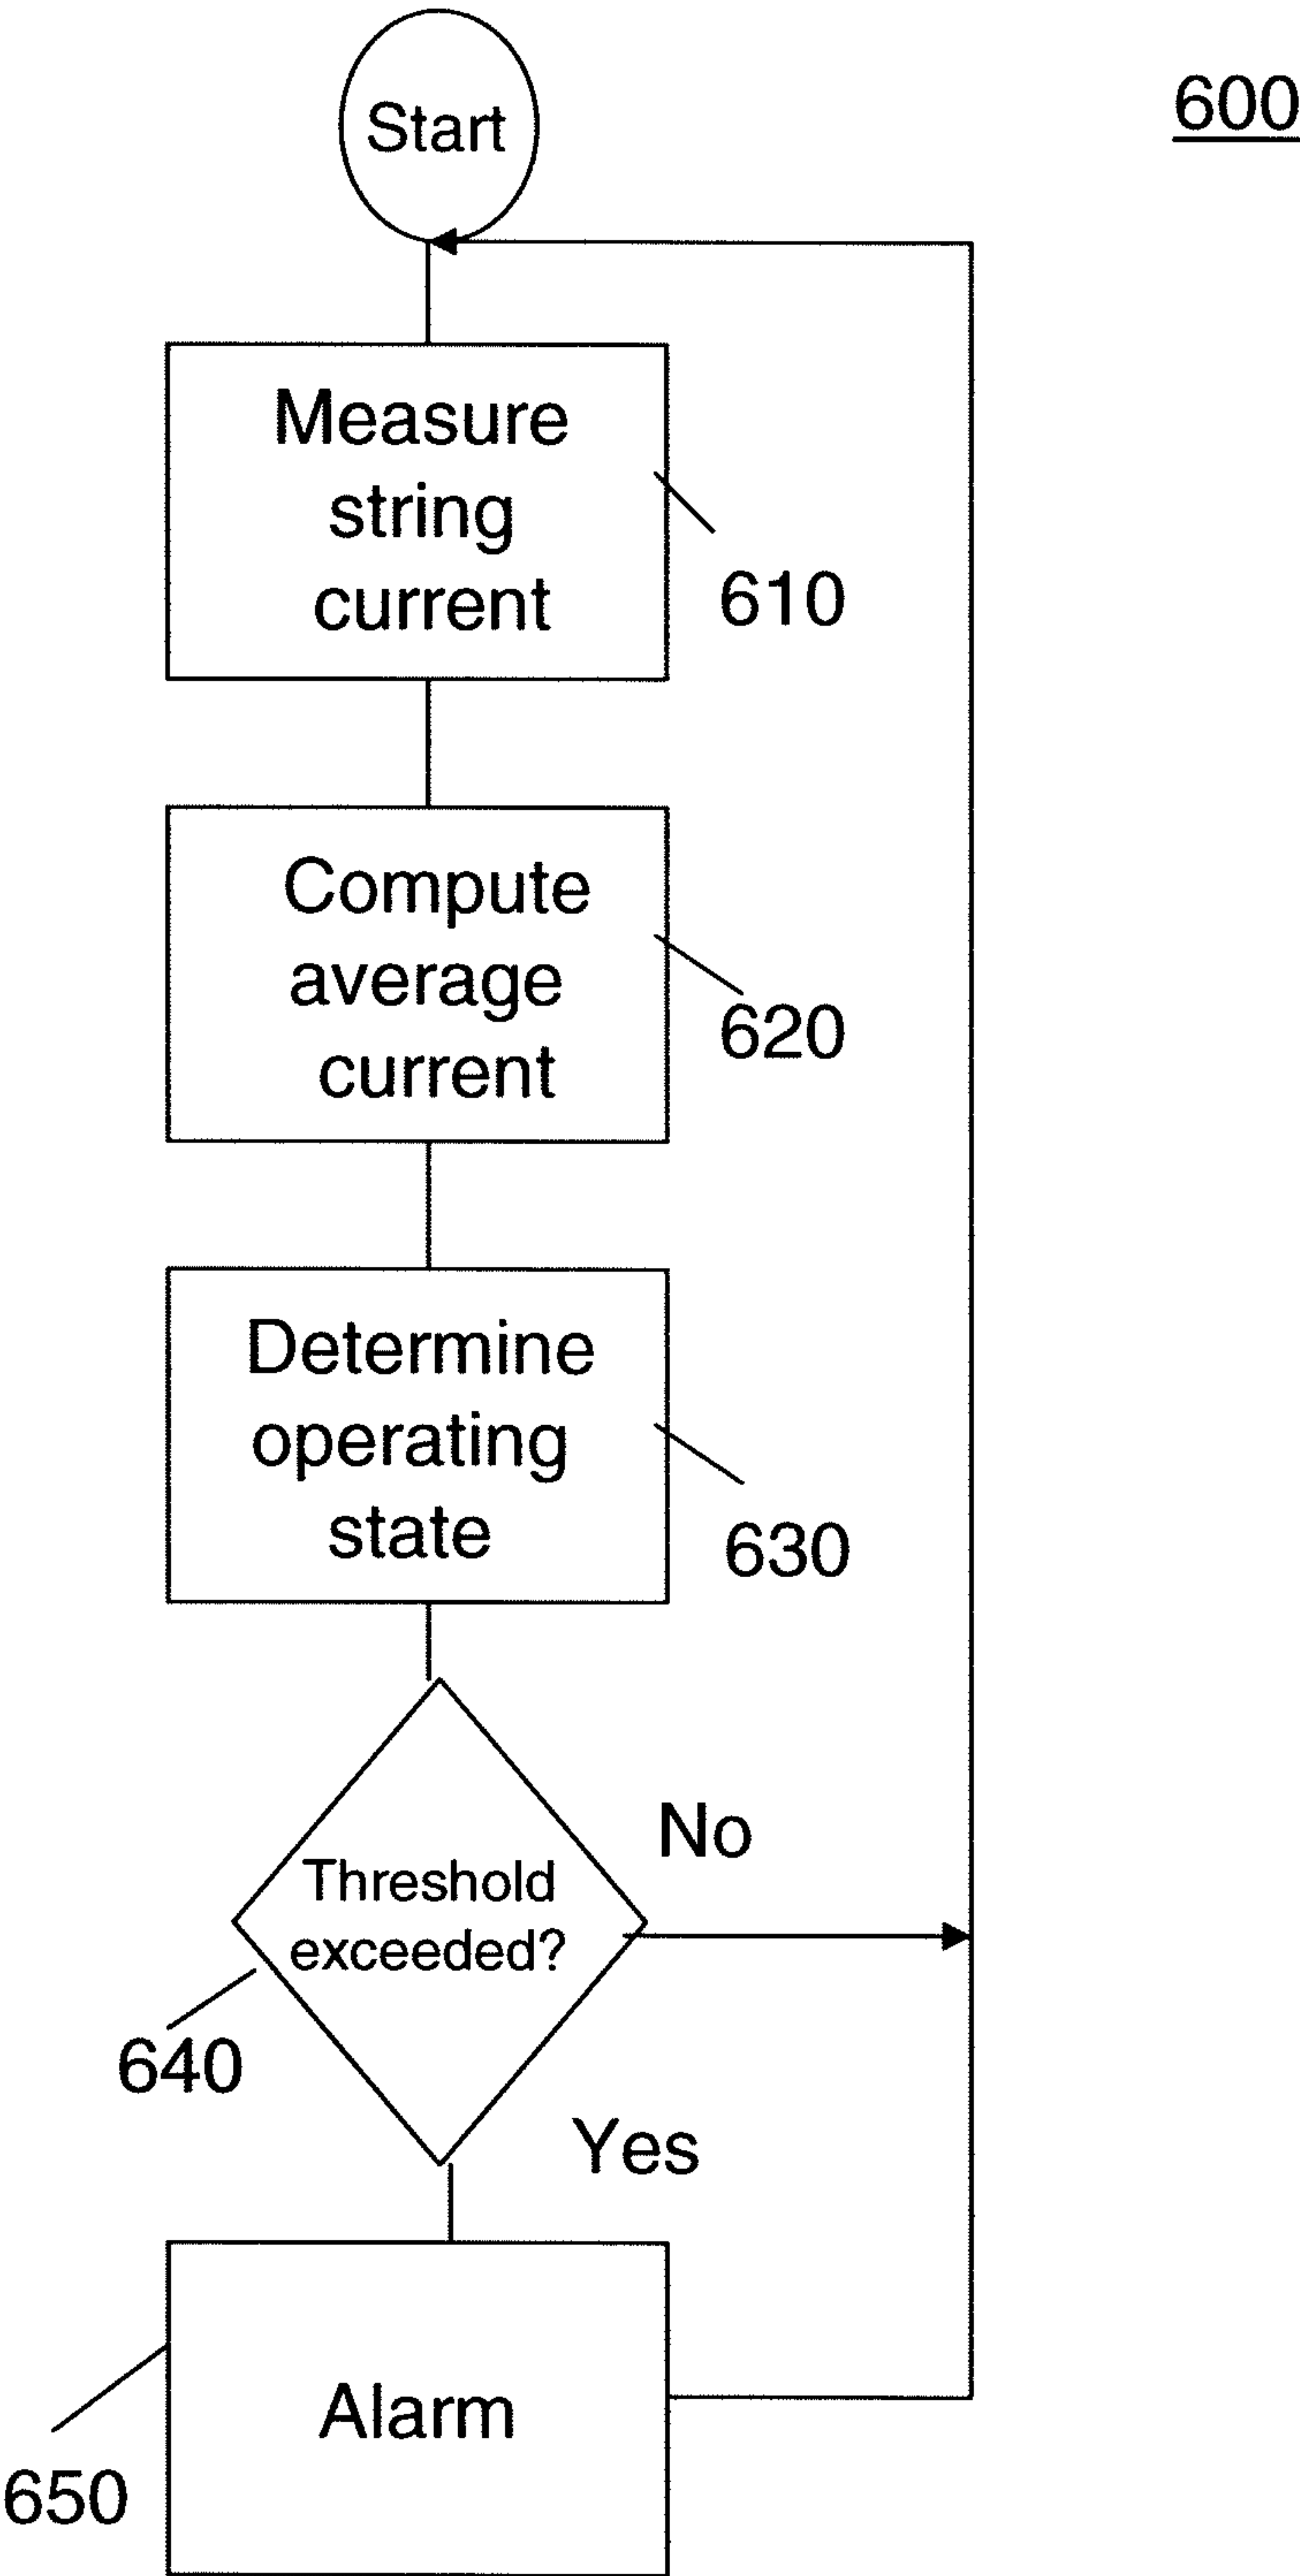 Start
600
Measure
string
current
610
Compute
average
current
620
Determine
operating
state
630
No
Threshold
exceeded?
640
Yes
Alarm
650